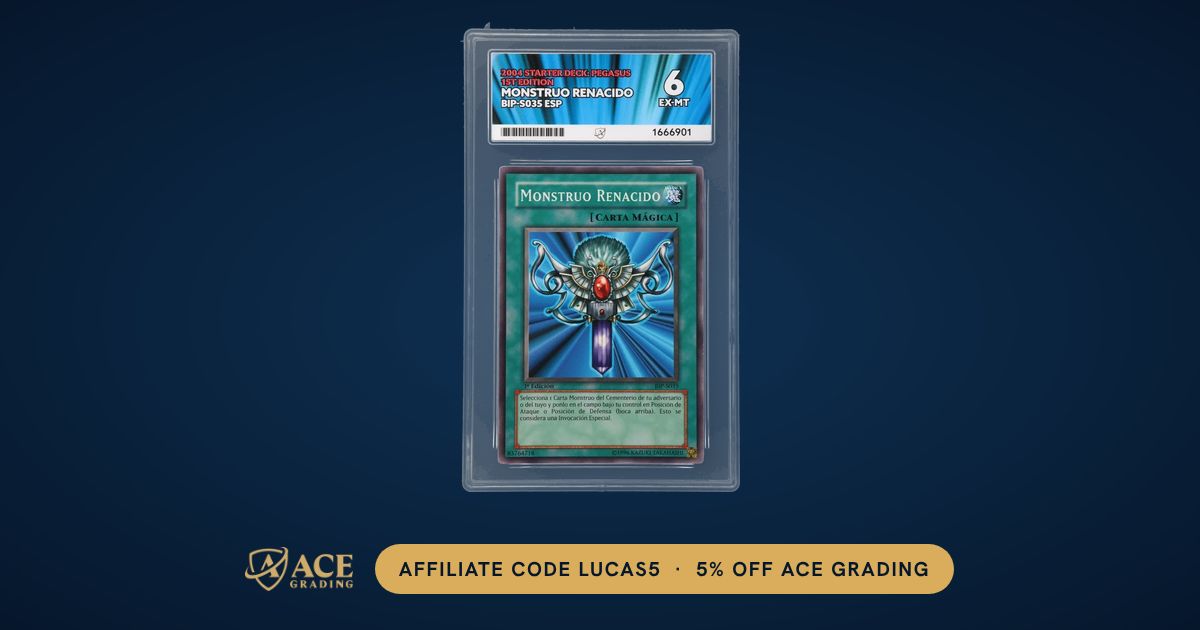 2004 STARTER DECK: PEGASUS
1ST EDITION
MONSTRUO RENACIDO
BIP-S035 ESP
6
EX-MT
1666901
MONSTRUO RENACIDO
[CARTA MÁGICA]
1ª Edición
BIP-S035
Selecciona 1 Carta Monstruo del Cementerio de tu adversario
o del tuyo y ponlo en el campo bajo tu control en Posición de
Ataque o Posición de Defensa (boca arriba). Esto se
considera una Invocación Especial.
83764718
©1996 KAZUKI TAKAHASHI
ACE
GRADING
AFFILIATE CODE LUCAS5 · 5% OFF ACE GRADING